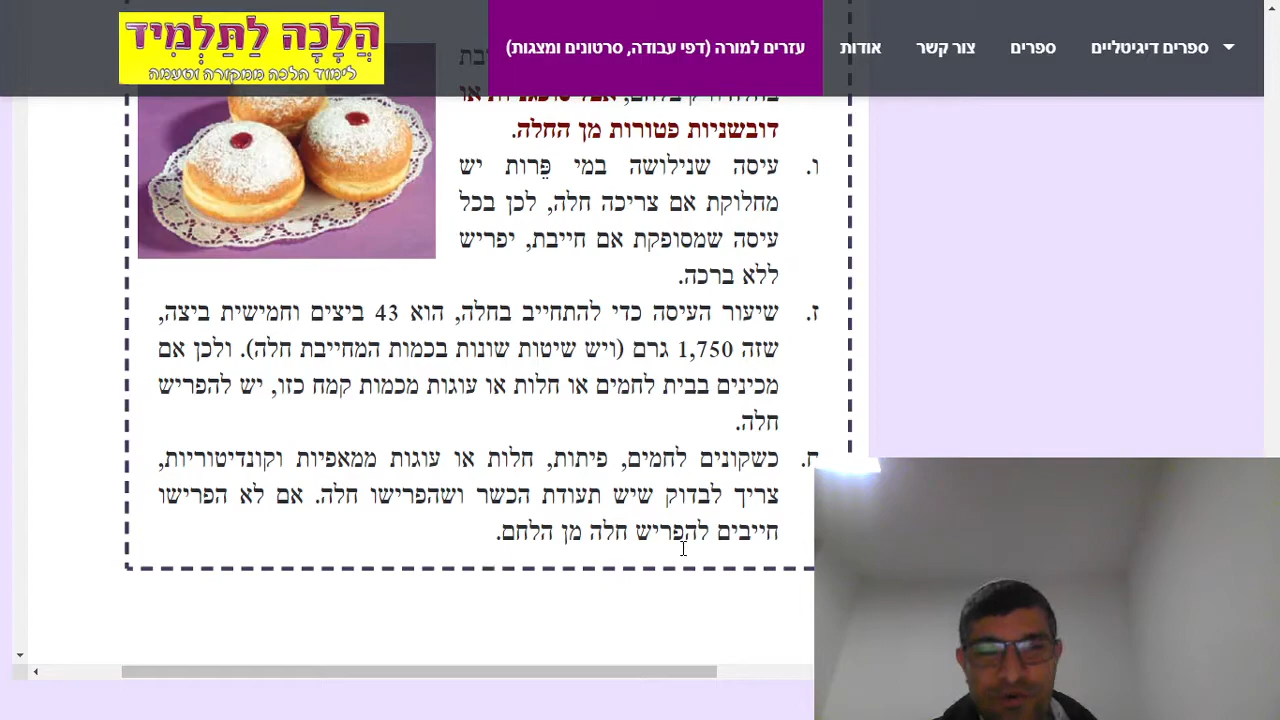 הֲלָכָה לַתַּלְמִיד
לימוד הלכה ממקורה וטעמה
ספרים דיגיטליים
ספרים
צור קשר
אודות
עזרים למורה (דפי עבודה, סרטונים ומצגות)
דובשניות פטורות מן החלה.
ו. עיסה שנילושה במי פֵּרות יש
מחלוקת אם צריכה חלה, לכן בכל
עיסה שמסופקת אם חייבת, יפריש
ללא ברכה.
ז. שיעור העיסה כדי להתחייב בחלה, הוא 43 ביצים וחמישית ביצה,
שזה 1,750 גרם (ויש שיטות שונות בכמות המחייבת חלה). ולכן אם
מכינים בבית לחמים או חלות או עוגות מכמות קמח כזו, יש להפריש
חלה.
ח. כשקונים לחמים, פיתות, חלות או עוגות ממאפיות וקונדיטוריות,
צריך לבדוק שיש תעודת הכשר ושהפרישו חלה. אם לא הפרישו
חייבים להפריש חלה מן הלחם.